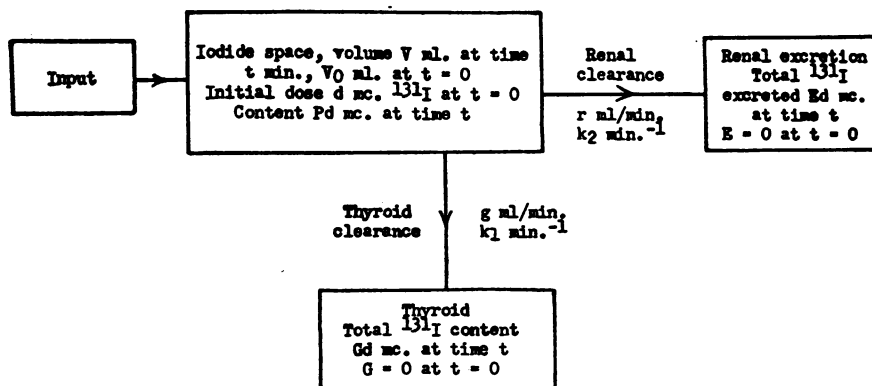 Input
Iodide space, volume V ml. at time
t min., V0 ml. at t = 0
Initial dose d mc. 131I at t = 0
Content Pd mc. at time t
Renal
clearance
r ml/min,
k2 min.-1
Renal excretion
Total 131I
excreted Ed mc.
at time t
E = 0 at t = 0
Thyroid
clearance
g ml/min,
k1 min.-1
Thyroid
Total 131I content
Gd mc. at time t
G = 0 at t = 0